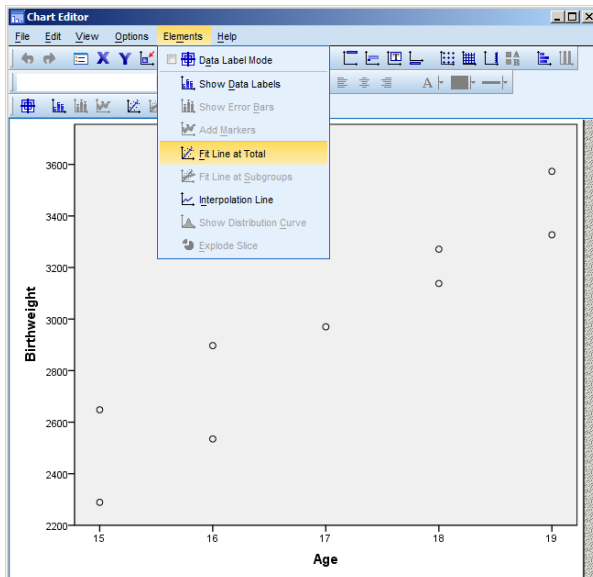 Chart Editor
File Edit View Options Elements Help
X Y
A
Data Label Mode
Show Data Labels
Show Error Bars
Add Markers
Fit Line at Total
Fit Line at Subgroups
Interpolation Line
Show Distribution Curve
Explode Slice
Birthweight
3600
3400
3200
3000
2800
2600
2400
2200
15 16 17 18 19
Age